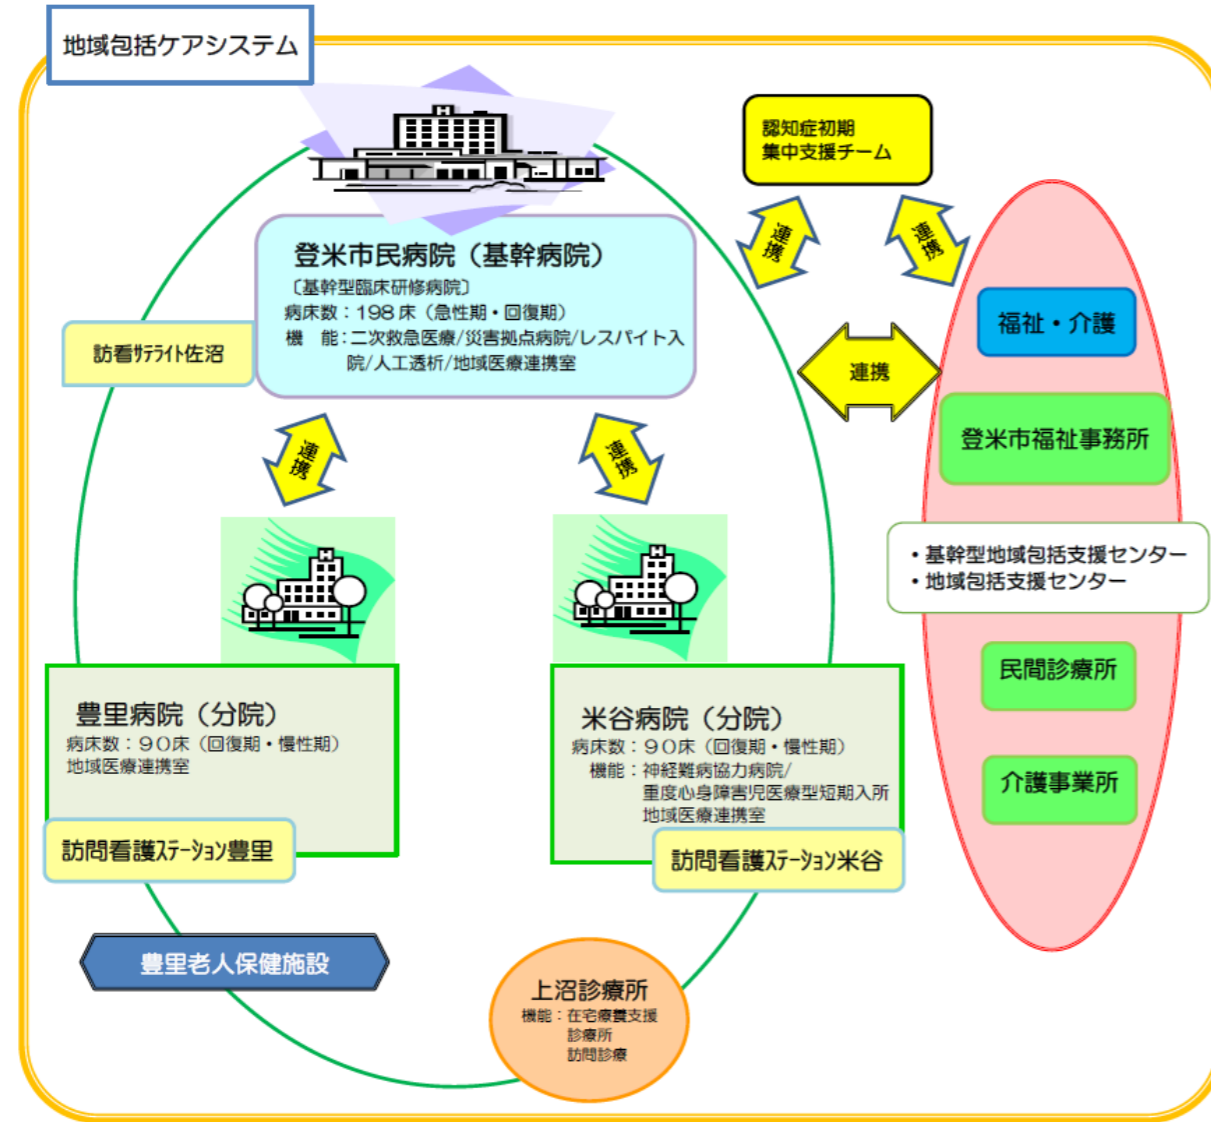 地域包括ケアシステム
認知症初期
集中支援チーム
連携
連携
登米市民病院（基幹病院）
〔基幹型臨床研修病院〕
病床数：198 床（急性期・回復期）
機　能：二次救急医療/災害拠点病院/レスパイト入
院/人工透析/地域医療連携室
訪看ｻﾃﾗｲﾄ佐沼
連携
福祉・介護
登米市福祉事務所
・基幹型地域包括支援センター
・地域包括支援センター
民間診療所
介護事業所
連携
連携
豊里病院（分院）
病床数：９０床（回復期・慢性期）
地域医療連携室
訪問看護ｽﾃｰｼｮﾝ豊里
米谷病院（分院）
病床数：９０床（回復期・慢性期）
機能：神経難病協力病院/
重度心身障害児医療型短期入所
地域医療連携室
訪問看護ｽﾃｰｼｮﾝ米谷
豊里老人保健施設
上沼診療所
機能：在宅療養支援
診療所
訪問診療